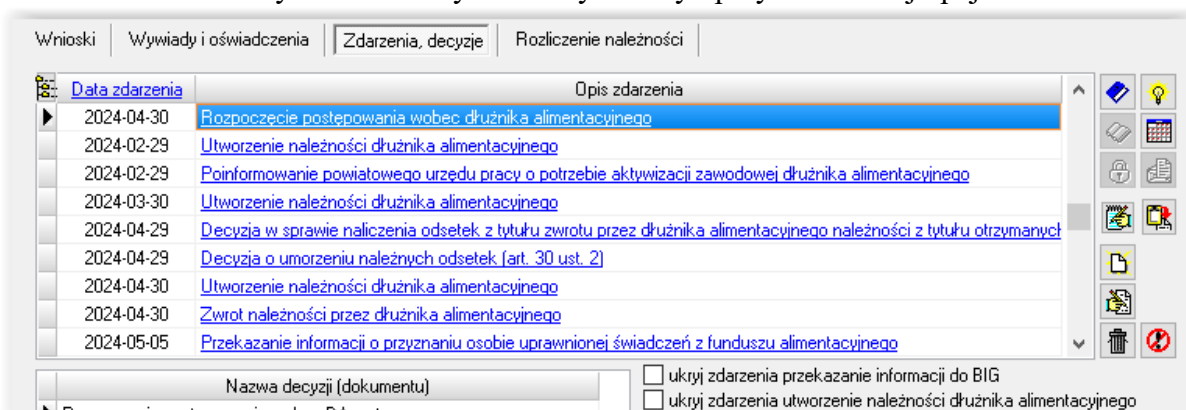 Wnioski Wywiady i oświadczenia Zdarzenia, decyzje Rozliczenie należności
Data zdarzenia Opis zdarzenia
2024-04-30 Rozpoczęcie postępowania wobec dłużnika alimentacyjnego
2024-02-29 Utworzenie należności dłużnika alimentacyjnego
2024-02-29 Poinformowanie powiatowego urzędu pracy o potrzebie aktywizacji zawodowej dłużnika alimentacyjnego
2024-03-30 Utworzenie należności dłużnika alimentacyjnego
2024-04-29 Decyzja w sprawie naliczenia odsetek z tytułu zwrotu przez dłużnika alimentacyjnego należności z tytułu otrzymanych
2024-04-29 Decyzja o umorzeniu należnych odsetek (art. 30 ust. 2)
2024-04-30 Utworzenie należności dłużnika alimentacyjnego
2024-04-30 Zwrot należności przez dłużnika alimentacyjnego
2024-05-05 Przekazanie informacji o przyznaniu osobie uprawnionej świadczeń z funduszu alimentacyjnego
Nazwa decyzji (dokumentu)
ukryj zdarzenia przekazanie informacji do BIG
ukryj zdarzenia utworzenie należności dłużnika alimentacyjnego